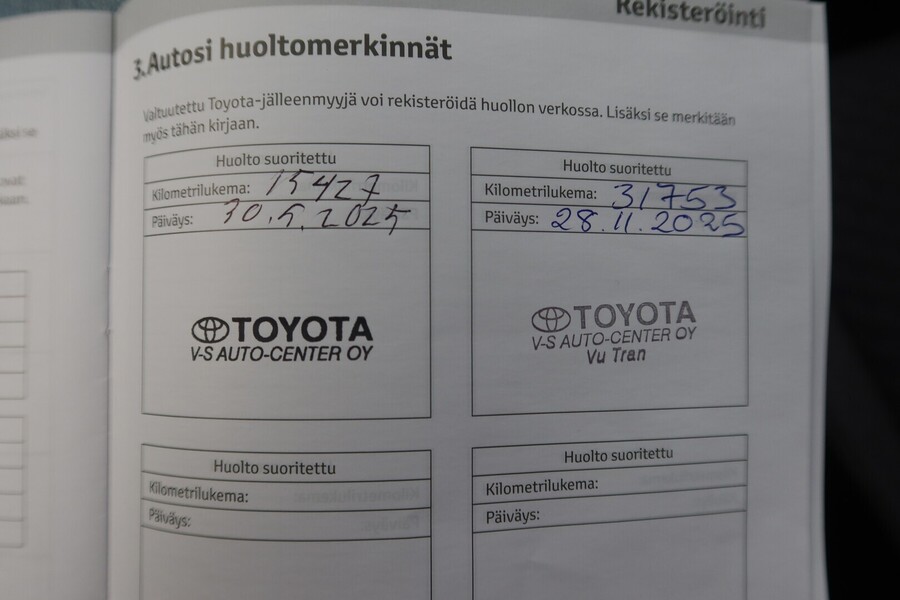 Rekisteröinti
3. Autosi huoltomerkinnät
Valtuutettu Toyota-jälleenmyyjä voi rekisteröidä huollon verkossa. Lisäksi se merkitään
myös tähän kirjaan.
Huolto suoritettu
Kilometrilukema: 15427
Päiväys: 30.5.2025
TOYOTA
V-S AUTO-CENTER OY
Huolto suoritettu
Kilometrilukema: 31753
Päiväys: 28.11.2025
TOYOTA
V-S AUTO-CENTER OY
Vu Tran
Huolto suoritettu
Kilometrilukema:
Päiväys:
Huolto suoritettu
Kilometrilukema:
Päiväys: